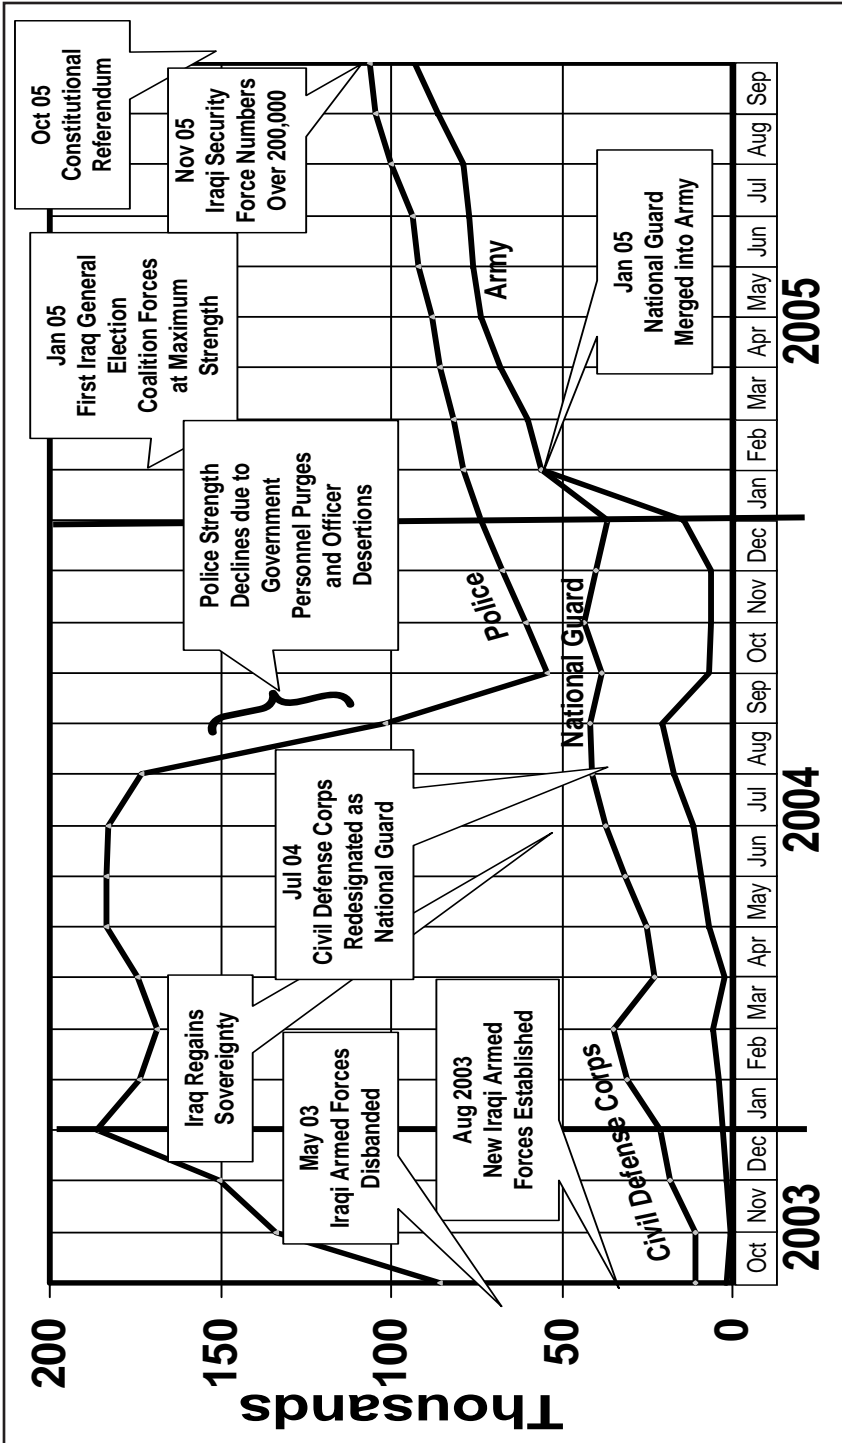 Thousands
200
150
100
50
0
Iraq Regains
Sovereignty
May 03
Iraqi Armed Forces
Disbanded
Aug 2003
New Iraqi Armed
Forces Established
Jul 04
Civil Defense Corps
Redesignated as
National Guard
Police Strength
Declines due to
Government
Personnel Purges
and Officer
Desertions
Jan 05
First Iraq General
Election
Coalition Forces
at Maximum
Strength
Oct 05
Constitutional
Referendum
Nov 05
Iraqi Security
Force Numbers
Over 200,000
Jan 05
National Guard
Merged into Army
Police
Army
National Guard
Civil Defense Corps
Oct Nov Dec Jan Feb Mar Apr May Jun Jul Aug Sep Oct Nov Dec Jan Feb Mar Apr May Jun Jul Aug Sep
2003 2004 2005